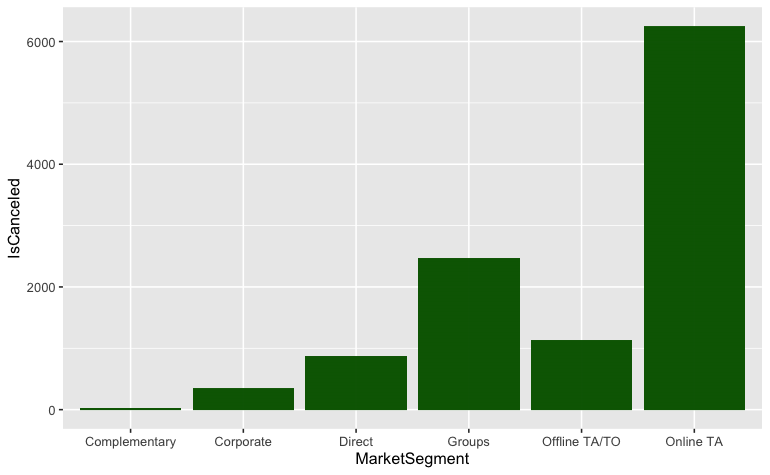 6000
4000
2000
0
IsCanceled
Complementary Corporate Direct Groups Offline TA/TO Online TA
MarketSegment